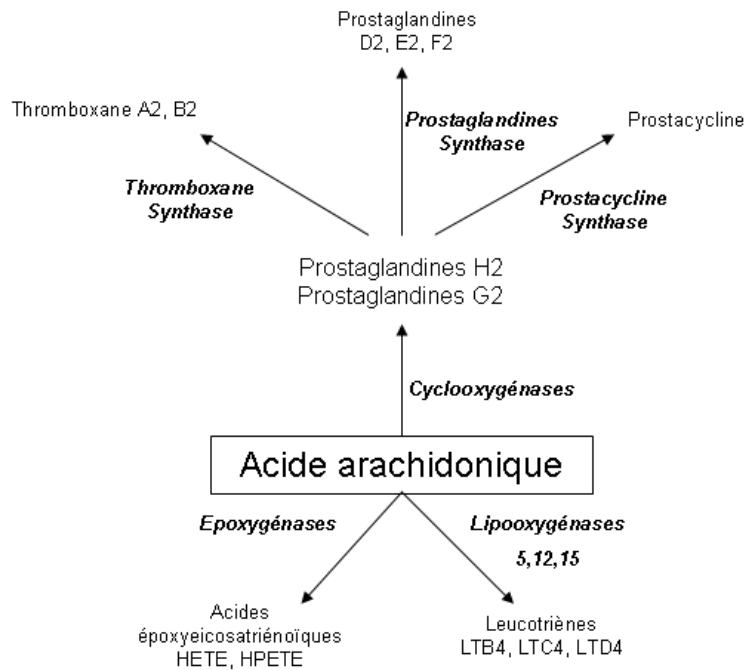 Prostaglandines
D2, E2, F2
Thromboxane A2, B2
Prostaglandines
Synthase
Prostacycline
Thromboxane
Synthase
Prostacycline
Synthase
Prostaglandines H2
Prostaglandines G2
Cyclooxygénases
Acide arachidonique
Epoxygénases
Lipooxygénases
5,12,15
Acides
époxyeicosatriénoïques
HETE, HPETE
Leucotriènes
LTB4, LTC4, LTD4